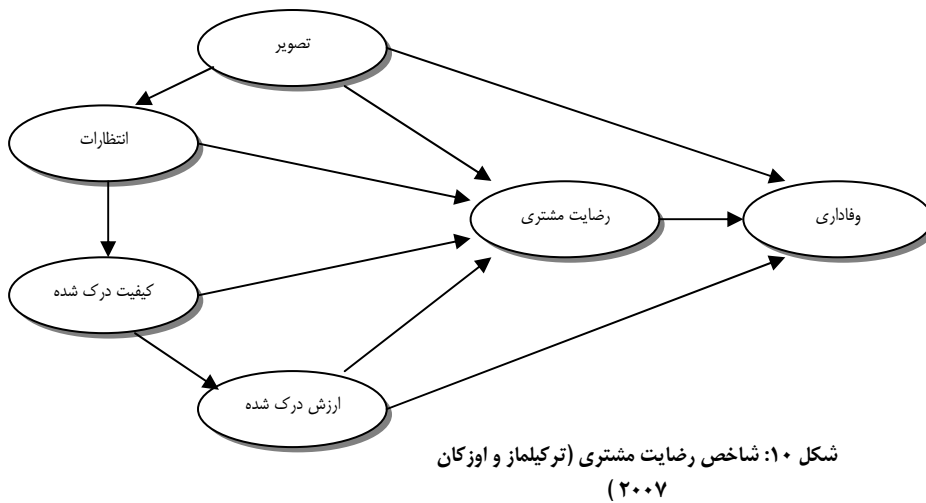 تصویر
انتظارات
رضایت مشتری
وفاداری
کیفیت درک شده
ارزش درک شده
شکل ۱۰: شاخص رضایت مشتری (ترکیلماز و اوزکان
۲۰۰۷ )